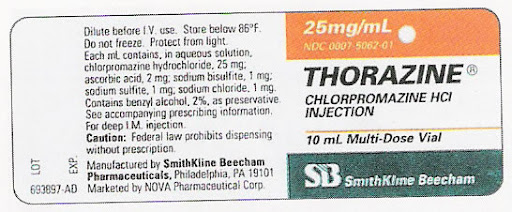 Dilute before I.V. use. Store below 86°F.
Do not freeze. Protect from light.
Each mL contains, in aqueous solution,
chlorpromazine hydrochloride, 25 mg;
ascorbic acid, 2 mg; sodium bisulfite, 1 mg;
sodium sulfite, 1 mg; sodium chloride, 1 mg.
Contains benzyl alcohol, 2%, as preservative.
See accompanying prescribing information.
For deep I.M. injection.
Caution: Federal law prohibits dispensing
without prescription.
Manufactured by SmithKline Beecham
Pharmaceuticals, Philadelphia, PA 19101
Marketed by NOVA Pharmaceutical Corp.
LOT
EXP.
693897-AD
25mg/mL
NDC 0007-5062-01
THORAZINE®
CHLORPROMAZINE HCl
INJECTION
10 mL Multi-Dose Vial
SB SmithKline Beecham